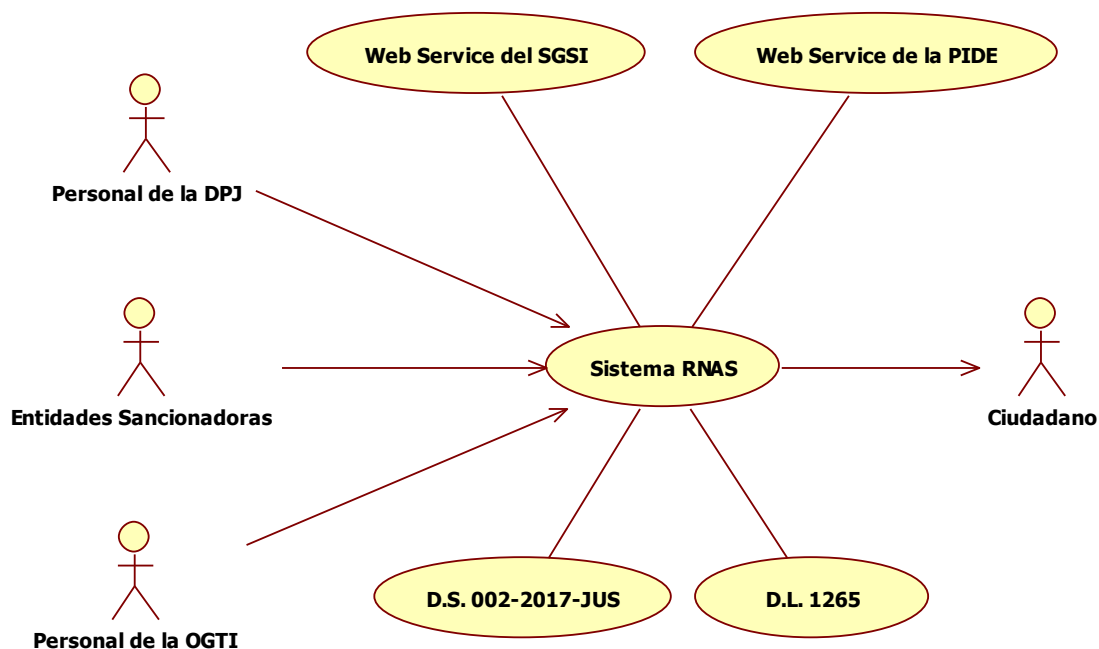 Web Service del SGSI
Web Service de la PIDE
Personal de la DPJ
Entidades Sancionadoras
Sistema RNAS
Ciudadano
Personal de la OGTI
D.S. 002-2017-JUS
D.L. 1265